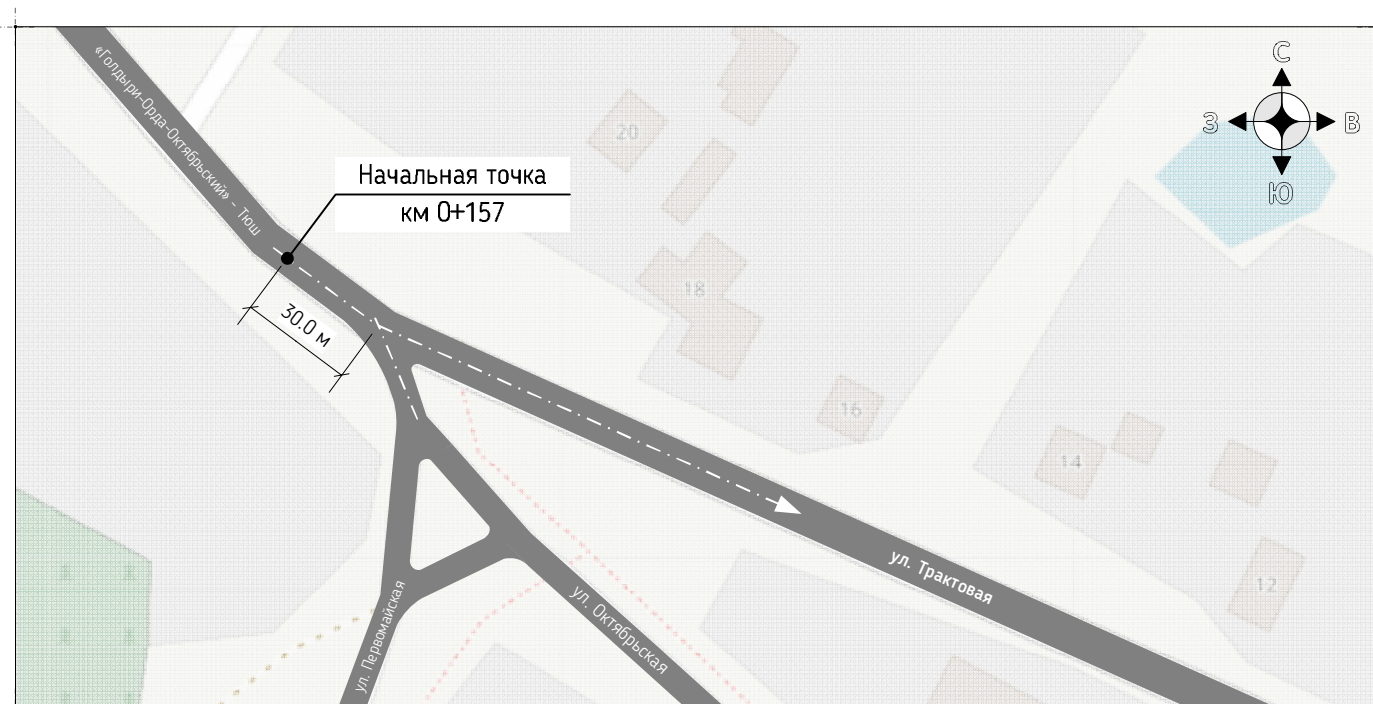 «Голдыри-Орда-Октябрьский» - Тюш
С
З
В
Ю
20
Начальная точка
км 0+157
18
30.0 м
16
14
ул. Трактовая
12
ул. Первомайская
ул. Октябрьская